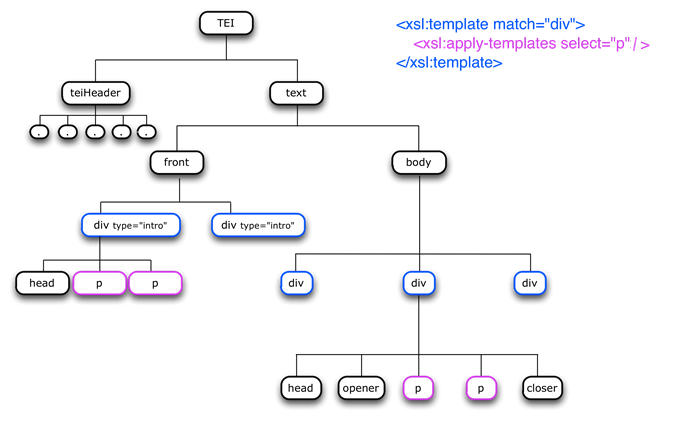 TEI
<xsl:template match="div">
<xsl:apply-templates select="p"/>
</xsl:template>
teiHeader
text
. . . . .
front
body
div type="intro"
div type="intro"
head
p
p
div
div
div
head
opener
p
p
closer